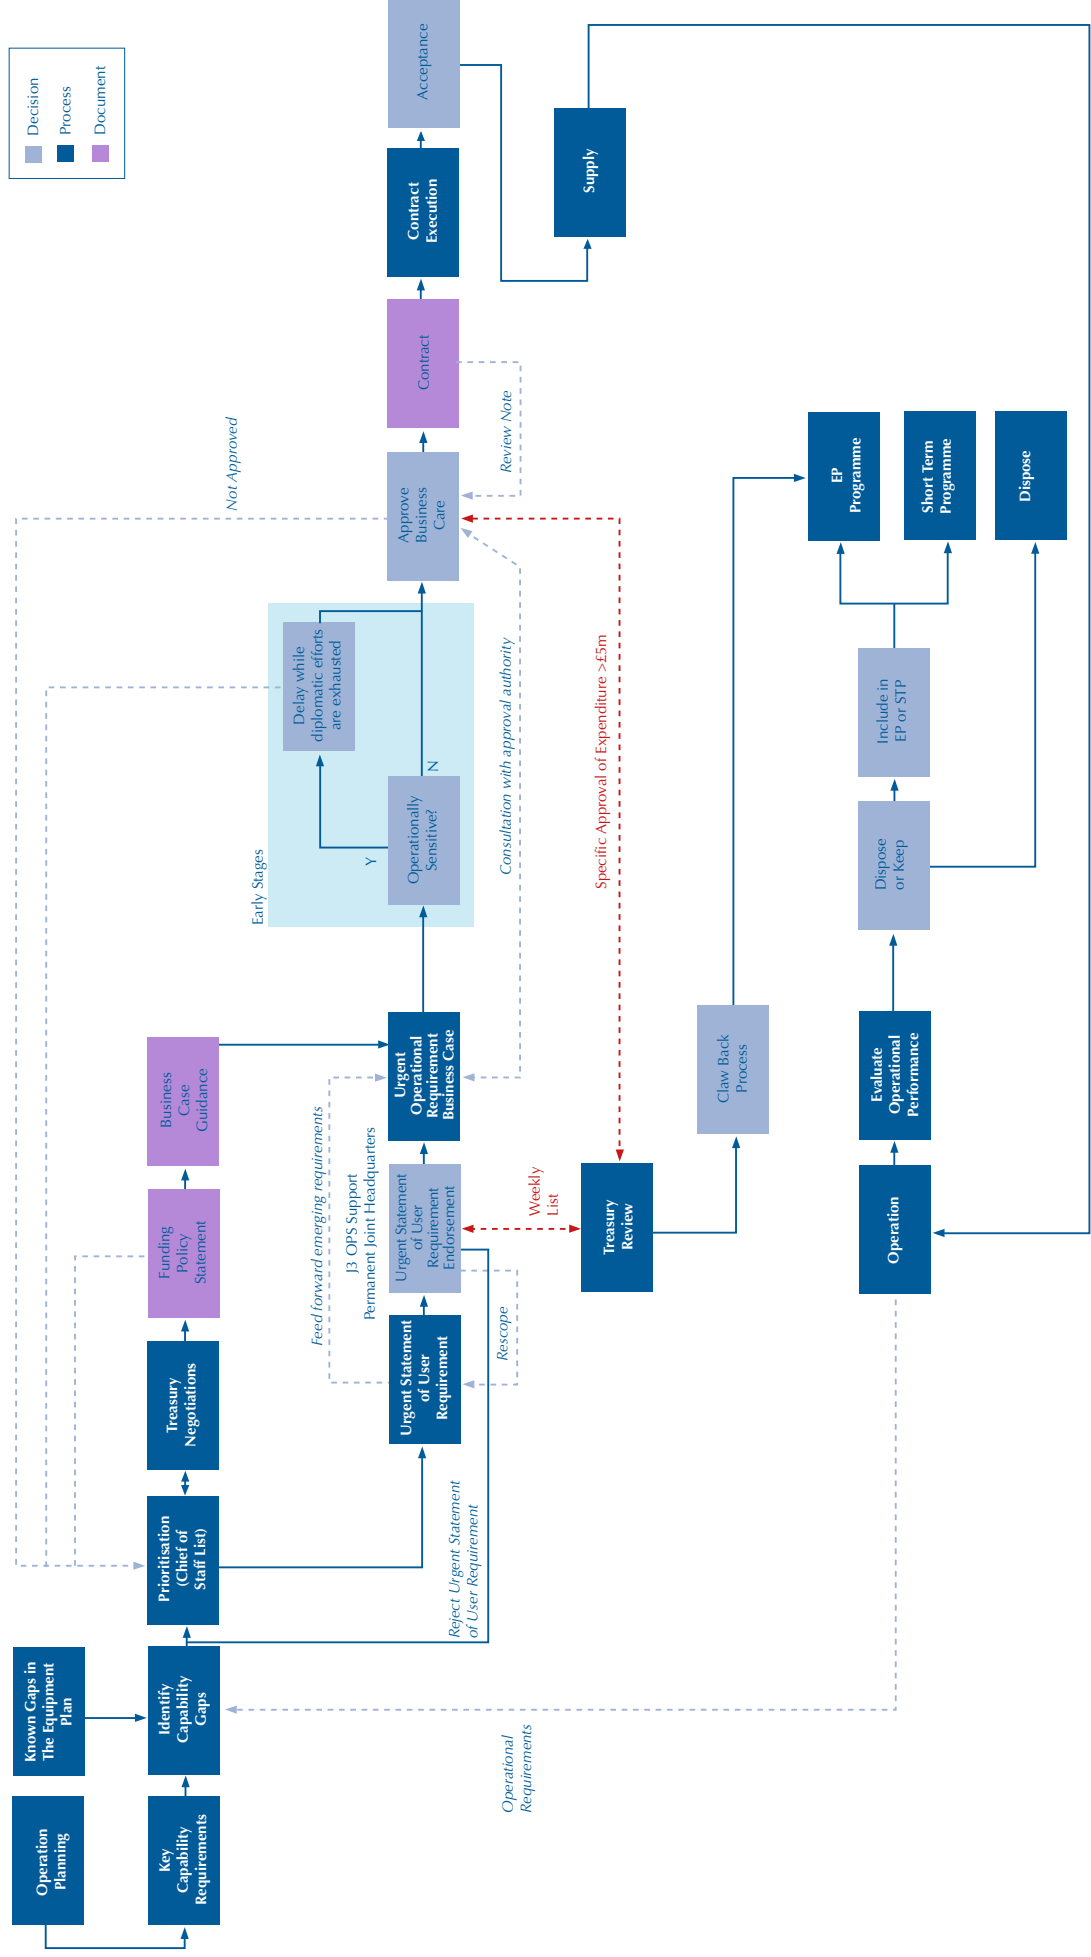 Decision
Process
Document
Operation
Planning
Known Gaps in
The Equipment
Plan
Key
Capability
Requirements
Identify
Capability
Gaps
Prioritisation
(Chief of
Staff List)
Treasury
Negotiations
Funding
Policy
Statement
Business
Case
Guidance
Not Approved
Early Stages
Delay while
diplomatic efforts
are exhausted
Y
N
Operationally
Sensitive?
Feed forward emerging requirements
J3 OPS Support
Permanent Joint Headquarters
Urgent Statement
of User
Requirement
Urgent Statement
of User
Requirement
Endorsement
Urgent
Operational
Requirement
Business Case
Approve
Business
Care
Contract
Contract
Execution
Acceptance
Reject Urgent Statement
of User Requirement
Rescope
Consultation with approval authority
Review Note
Operational
Requirements
Weekly
List
Specific Approval of Expenditure >£5m
Supply
Treasury
Review
Claw Back
Process
Operation
Evaluate
Operational
Performance
Dispose
or Keep
Include in
EP or STP
EP
Programme
Short Term
Programme
Dispose